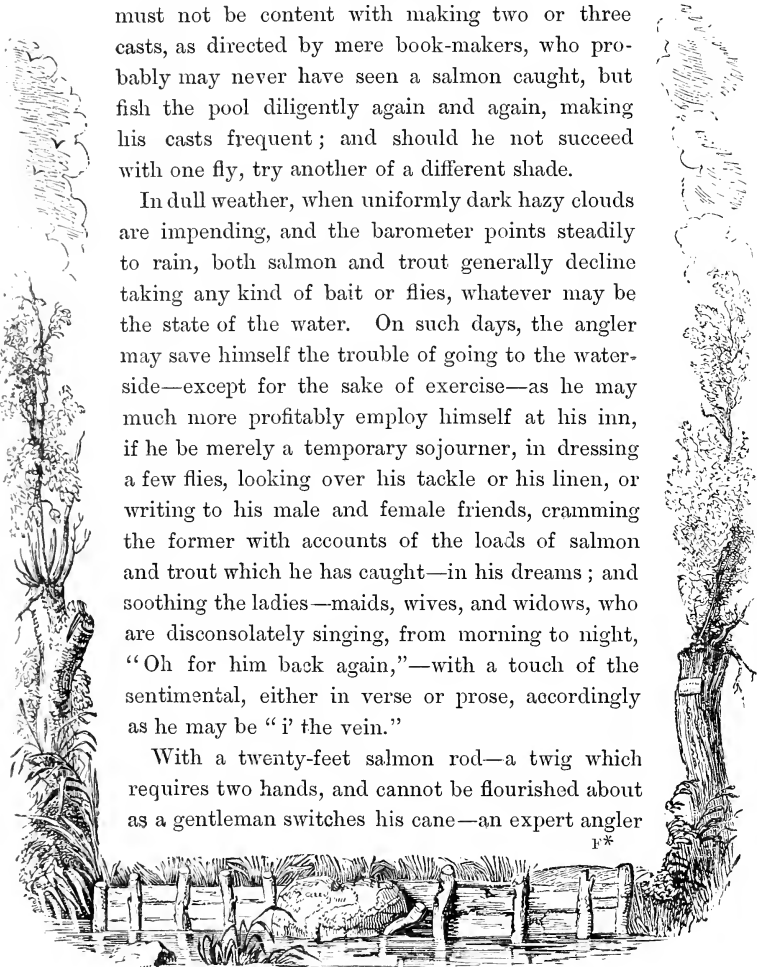 must not be content with making two or three
casts, as directed by mere book-makers, who pro-
bably may never have seen a salmon caught, but
fish the pool diligently again and again, making
his casts frequent; and should he not succeed
with one fly, try another of a different shade.
In dull weather, when uniformly dark hazy clouds
are impending, and the barometer points steadily
to rain, both salmon and trout generally decline
taking any kind of bait or flies, whatever may be
the state of the water. On such days, the angler
may save himself the trouble of going to the water-
side—except for the sake of exercise—as he may
much more profitably employ himself at his inn,
if he be merely a temporary sojourner, in dressing
a few flies, looking over his tackle or his linen, or
writing to his male and female friends, cramming
the former with accounts of the loads of salmon
and trout which he has caught—in his dreams; and
soothing the ladies—maids, wives, and widows, who
are disconsolately singing, from morning to night,
"Oh for him back again,"—with a touch of the
sentimental, either in verse or prose, accordingly
as he may be "i' the vein."
With a twenty-feet salmon rod—a twig which
requires two hands, and cannot be flourished about
as a gentleman switches his cane—an expert angler
F*